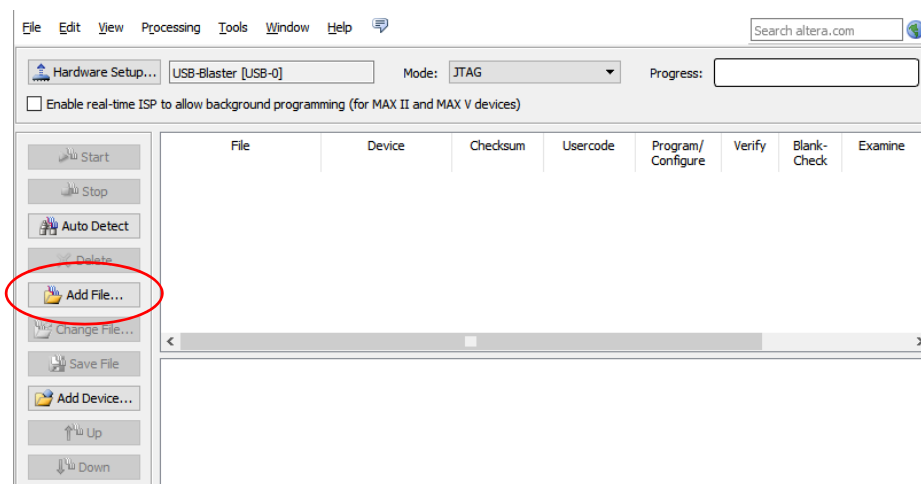 File Edit View Processing Tools Window Help Search altera.com
Hardware Setup... USB-Blaster [USB-0] Mode: JTAG Progress:
Enable real-time ISP to allow background programming (for MAX II and MAX V devices)
File Device Checksum Usercode Program/ Verify Blank- Examine
Configure Check
Start
Stop
Auto Detect
Delete
Add File...
Change File...
Save File
Add Device...
Up
Down